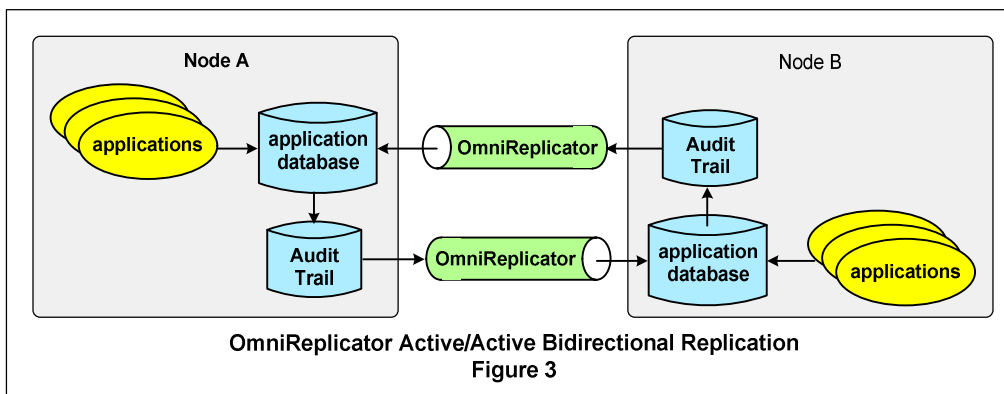 Node A
applications
application
database
Audit
Trail
OmniReplicator
OmniReplicator
Node B
Audit
Trail
application
database
applications
OmniReplicator Active/Active Bidirectional Replication
Figure 3